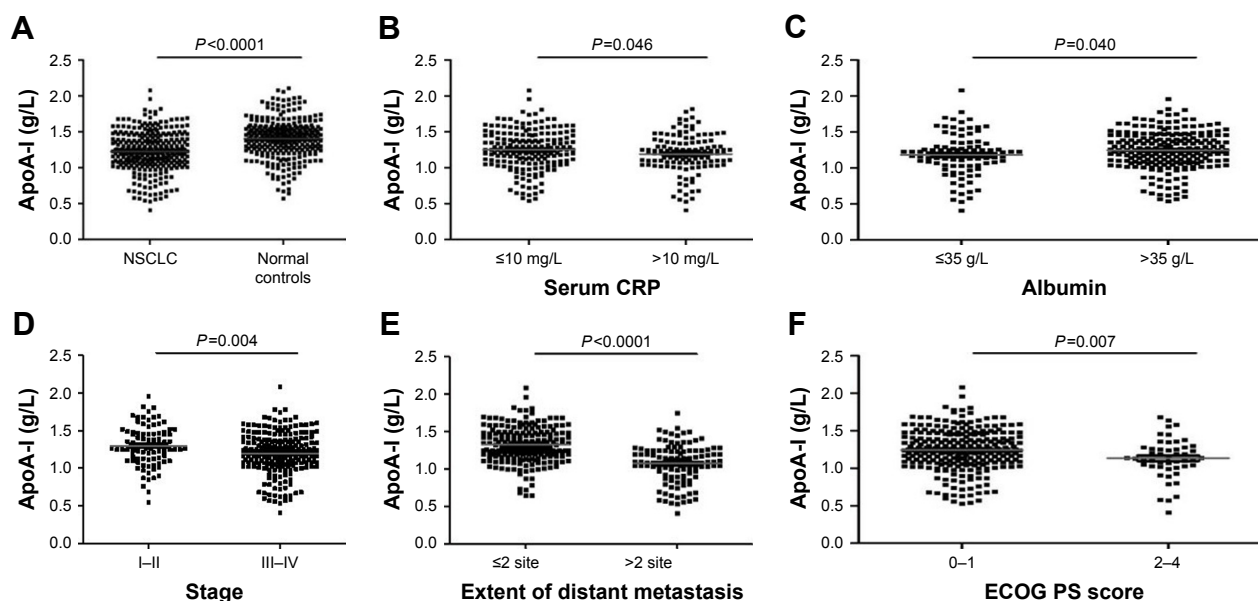 A
P<0.0001
ApoA-I (g/L)
2.5
2.0
1.5
1.0
0.5
0.0
NSCLC
Normal
controls
B
P=0.046
ApoA-I (g/L)
2.5
2.0
1.5
1.0
0.5
0.0
≤10 mg/L
>10 mg/L
Serum CRP
C
P=0.040
ApoA-I (g/L)
2.5
2.0
1.5
1.0
0.5
0.0
≤35 g/L
>35 g/L
Albumin
D
P=0.004
ApoA-I (g/L)
2.5
2.0
1.5
1.0
0.5
0.0
I–II
III–IV
Stage
E
P<0.0001
ApoA-I (g/L)
2.5
2.0
1.5
1.0
0.5
0.0
≤2 site
>2 site
Extent of distant metastasis
F
P=0.007
ApoA-I (g/L)
2.5
2.0
1.5
1.0
0.5
0.0
0–1
2–4
ECOG PS score